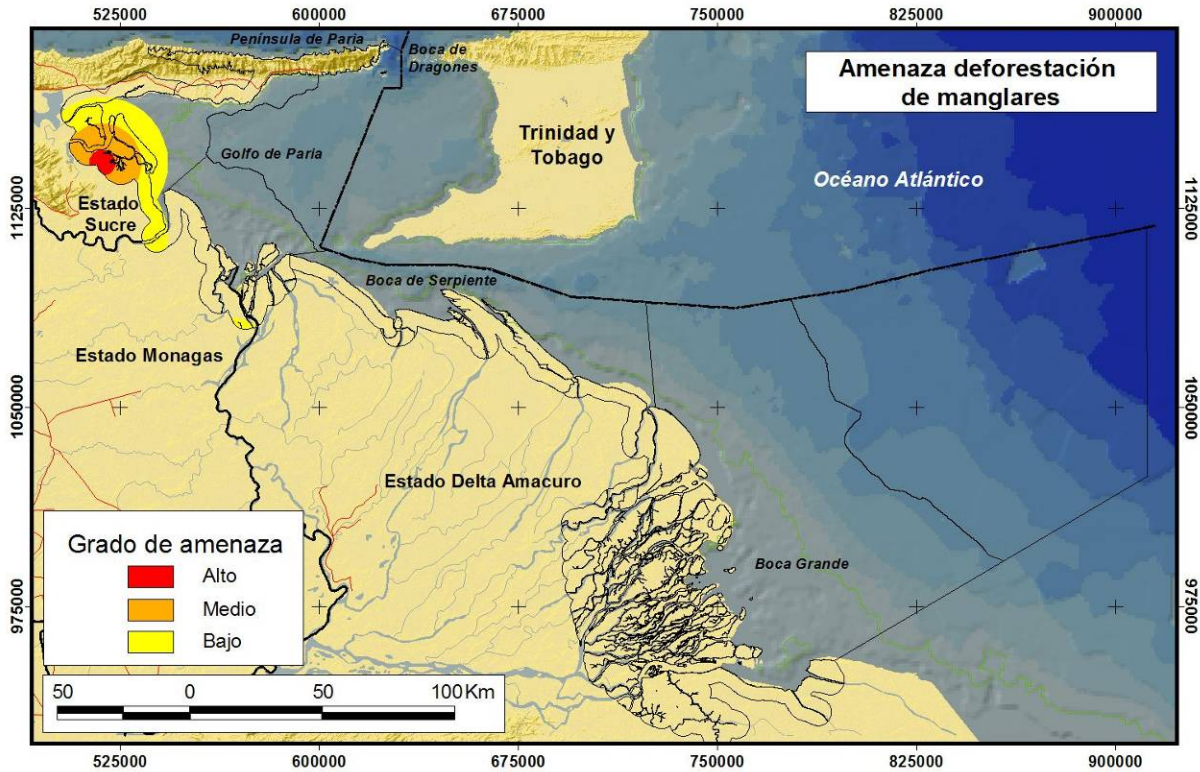 525000 600000 675000 750000 825000 900000
Península de Paria
Boca de
Dragones
Amenaza deforestación
de manglares
Trinidad y
Tobago
Golfo de Paria
Océano Atlántico
1125000
1125000
Estado
Sucre
Boca de Serpiente
Estado Monagas
1050000
1050000
Estado Delta Amacuro
Boca Grande
975000
975000
Grado de amenaza
Alto
Medio
Bajo
50 0 50 100 Km
525000 600000 675000 750000 825000 900000